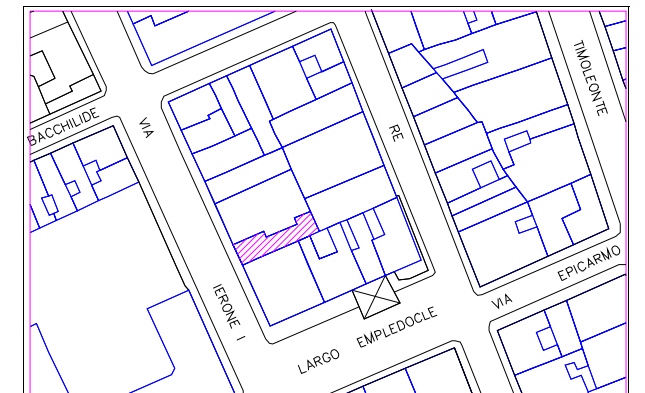 BACCHILIDE
VIA
IERONE I
RE
TIMOLEONTE
VIA EPICARMO
LARGO EMPLEDOCLE